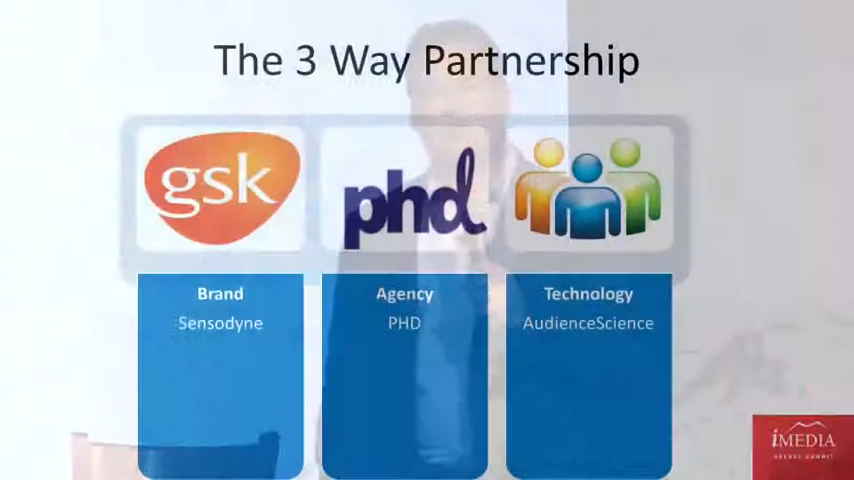 The 3 Way Partnership
gsk
phd
Brand
Agency
Technology
Sensodyne
PHD
AudienceScience
iMEDIA